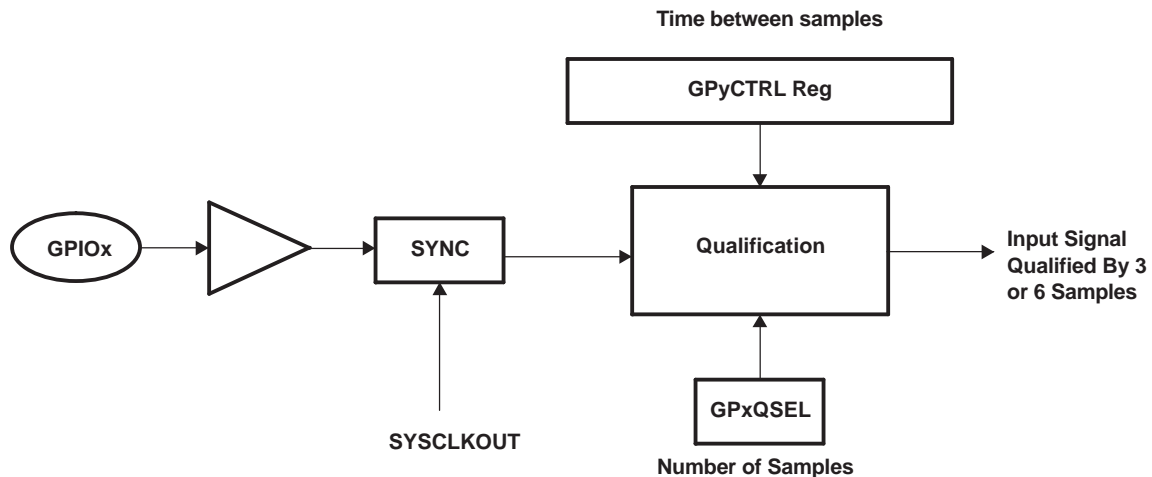 Time between samples
GPyCTRL Reg
GPIOx
SYNC
Qualification
Input Signal
Qualified By 3
or 6 Samples
GPxQSEL
SYSCLKOUT
Number of Samples